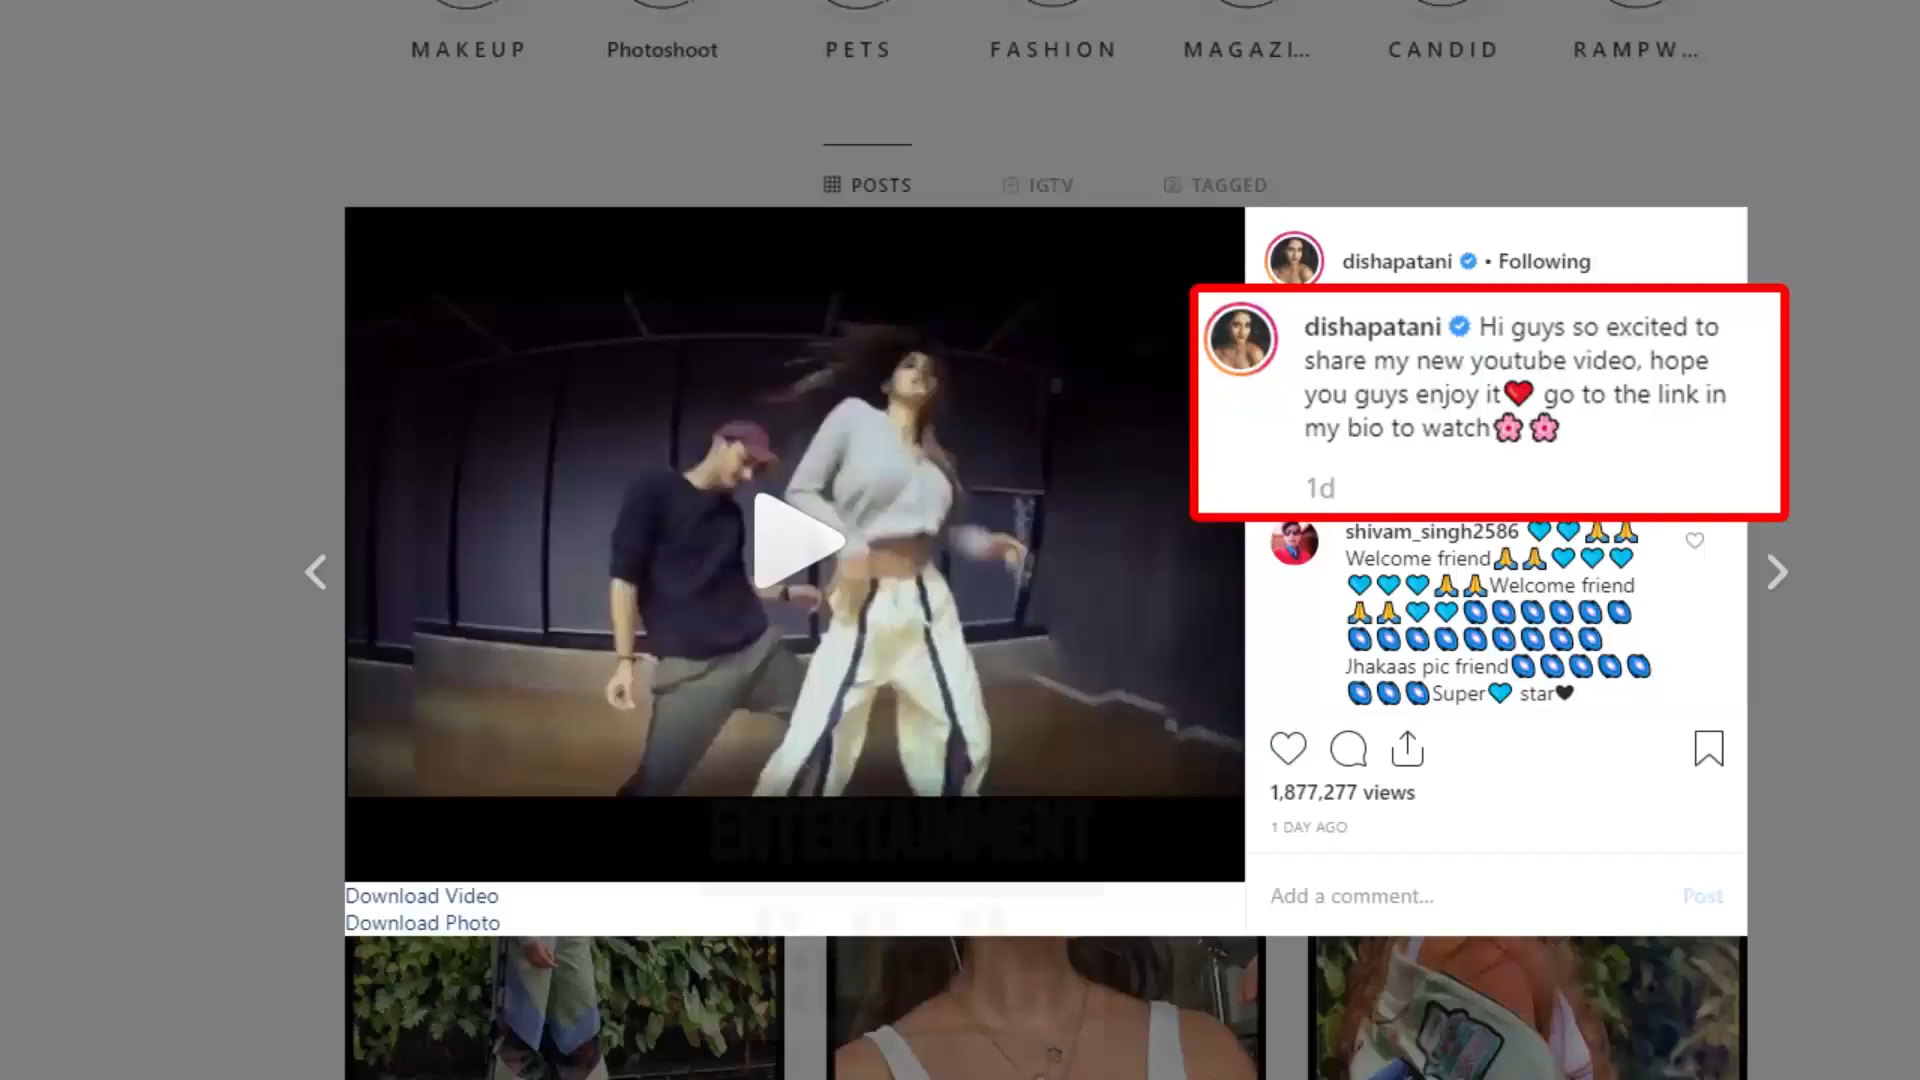 MAKEUP
Photoshoot
PETS
FASHION
MAGAZI...
CANDID
RAMPW...
POSTS
IGTV
TAGGED
dishapatani • Following
dishapatani Hi guys so excited to
share my new youtube video, hope
you guys enjoy it❤️ go to the link in
my bio to watch🌸🌸
1d
shivam_singh2586 💙💙🙏🙏
Welcome friend🙏🙏💙💙💙
💙💙💙🙏🙏Welcome friend
🙏🙏💙💙🌀🌀🌀🌀🌀🌀
🌀🌀🌀🌀🌀🌀🌀🌀🌀
Jhakaas pic friend🌀🌀🌀🌀🌀
🌀🌀🌀Super💙 star🖤
1,877,277 views
1 DAY AGO
Add a comment...
Post
ENTERTAINMENT
Download Video
Download Photo